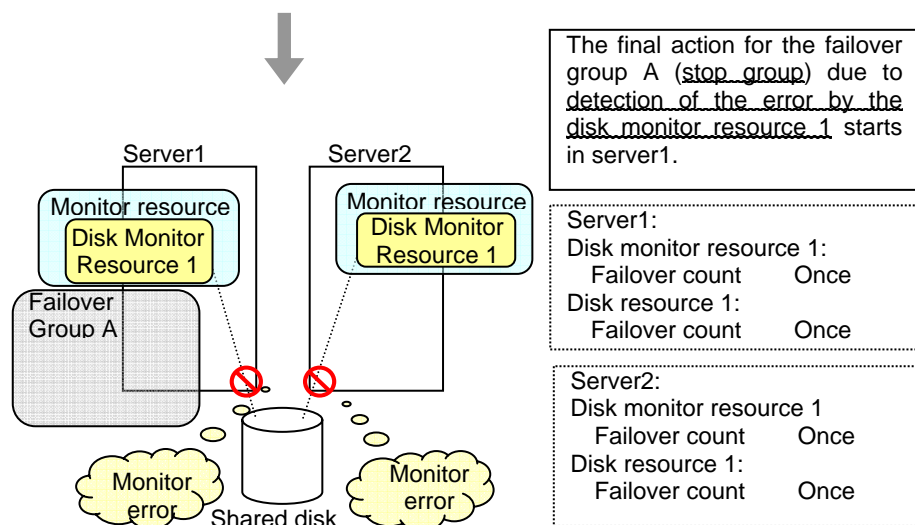 The final action for the failover
group A (stop group) due to
detection of the error by the
disk monitor resource 1 starts
in server1.
Server1
Server2
Monitor resource
Disk Monitor
Resource 1
Monitor resource
Disk Monitor
Resource 1
Failover
Group A
Monitor
error
Shared disk
Monitor
error
Server1:
Disk monitor resource 1:
Failover count Once
Disk resource 1:
Failover count Once
Server2:
Disk monitor resource 1
Failover count Once
Disk resource 1:
Failover count Once